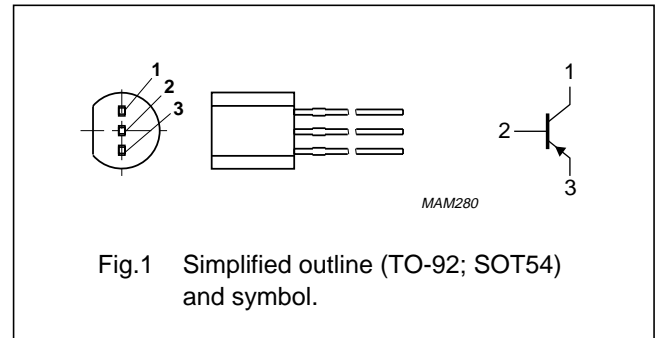 1
2
3
1
2
3
MAM280
Fig.1 Simplified outline (TO-92; SOT54)
and symbol.